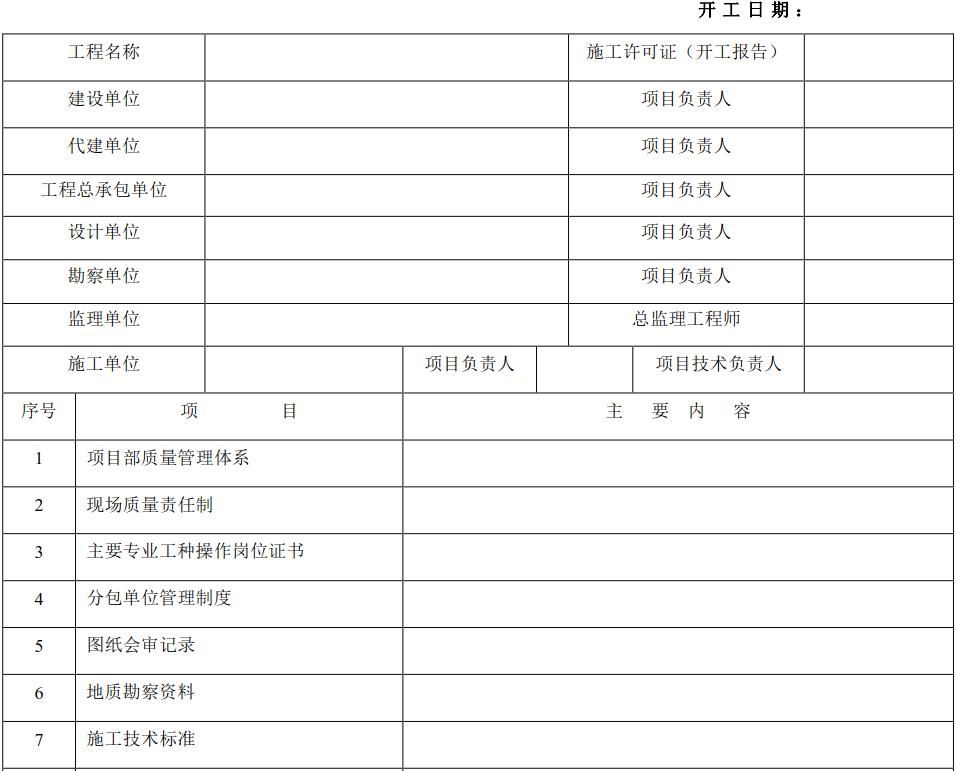 开工日期：
工程名称 施工许可证（开工报告）
建设单位 项目负责人
代建单位 项目负责人
工程总承包单位 项目负责人
设计单位 项目负责人
勘察单位 项目负责人
监理单位 总监理工程师
施工单位 项目负责人 项目技术负责人
序号 项 目 主 要 内 容
1 项目部质量管理体系
2 现场质量责任制
3 主要专业工种操作岗位证书
4 分包单位管理制度
5 图纸会审记录
6 地质勘察资料
7 施工技术标准